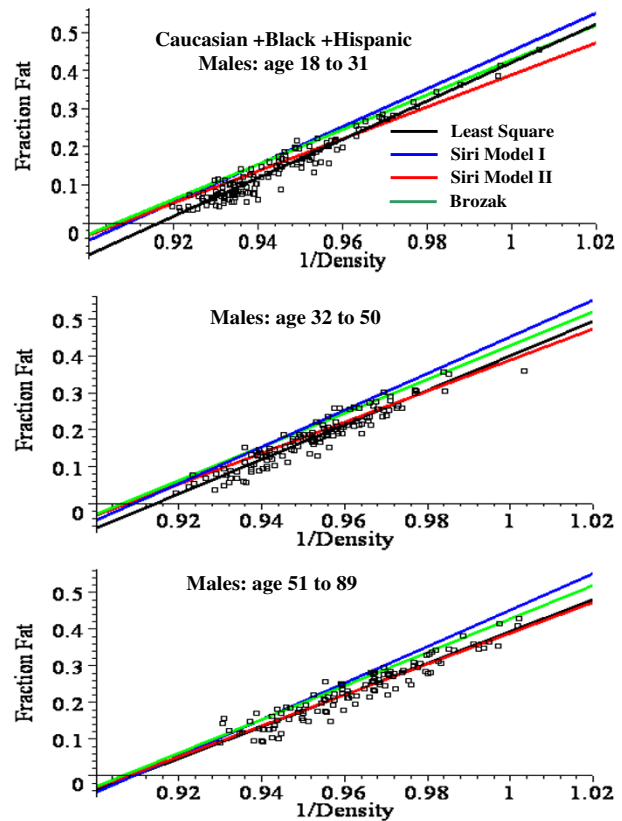 Caucasian +Black +Hispanic
Males: age 18 to 31
Fraction Fat
0.5
0.4
0.3
0.2
0.1
0
Least Square
Siri Model I
Siri Model II
Brozak
0.92 0.94 0.96 0.98 1 1.02
1/Density
Males: age 32 to 50
Fraction Fat
0.5
0.4
0.3
0.2
0.1
0
0.92 0.94 0.96 0.98 1 1.02
1/Density
Males: age 51 to 89
Fraction Fat
0.5
0.4
0.3
0.2
0.1
0
0.92 0.94 0.96 0.98 1 1.02
1/Density